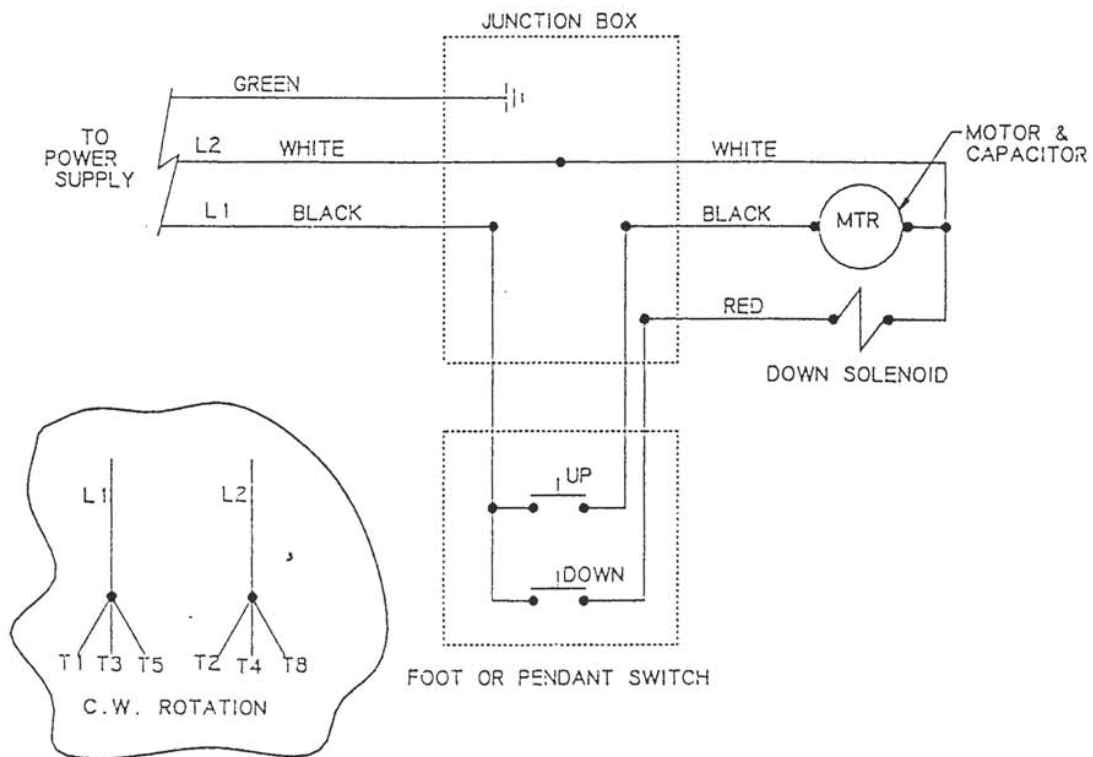 JUNCTION BOX
GREEN
TO
POWER
SUPPLY
L2 WHITE
WHITE
MOTOR &
CAPACITOR
L1 BLACK
BLACK
MTR
RED
DOWN SOLENOID
UP
DOWN
FOOT OR PENDANT SWITCH
L1 L2
T1 T3 T5 T2 T4 T8
C.W. ROTATION